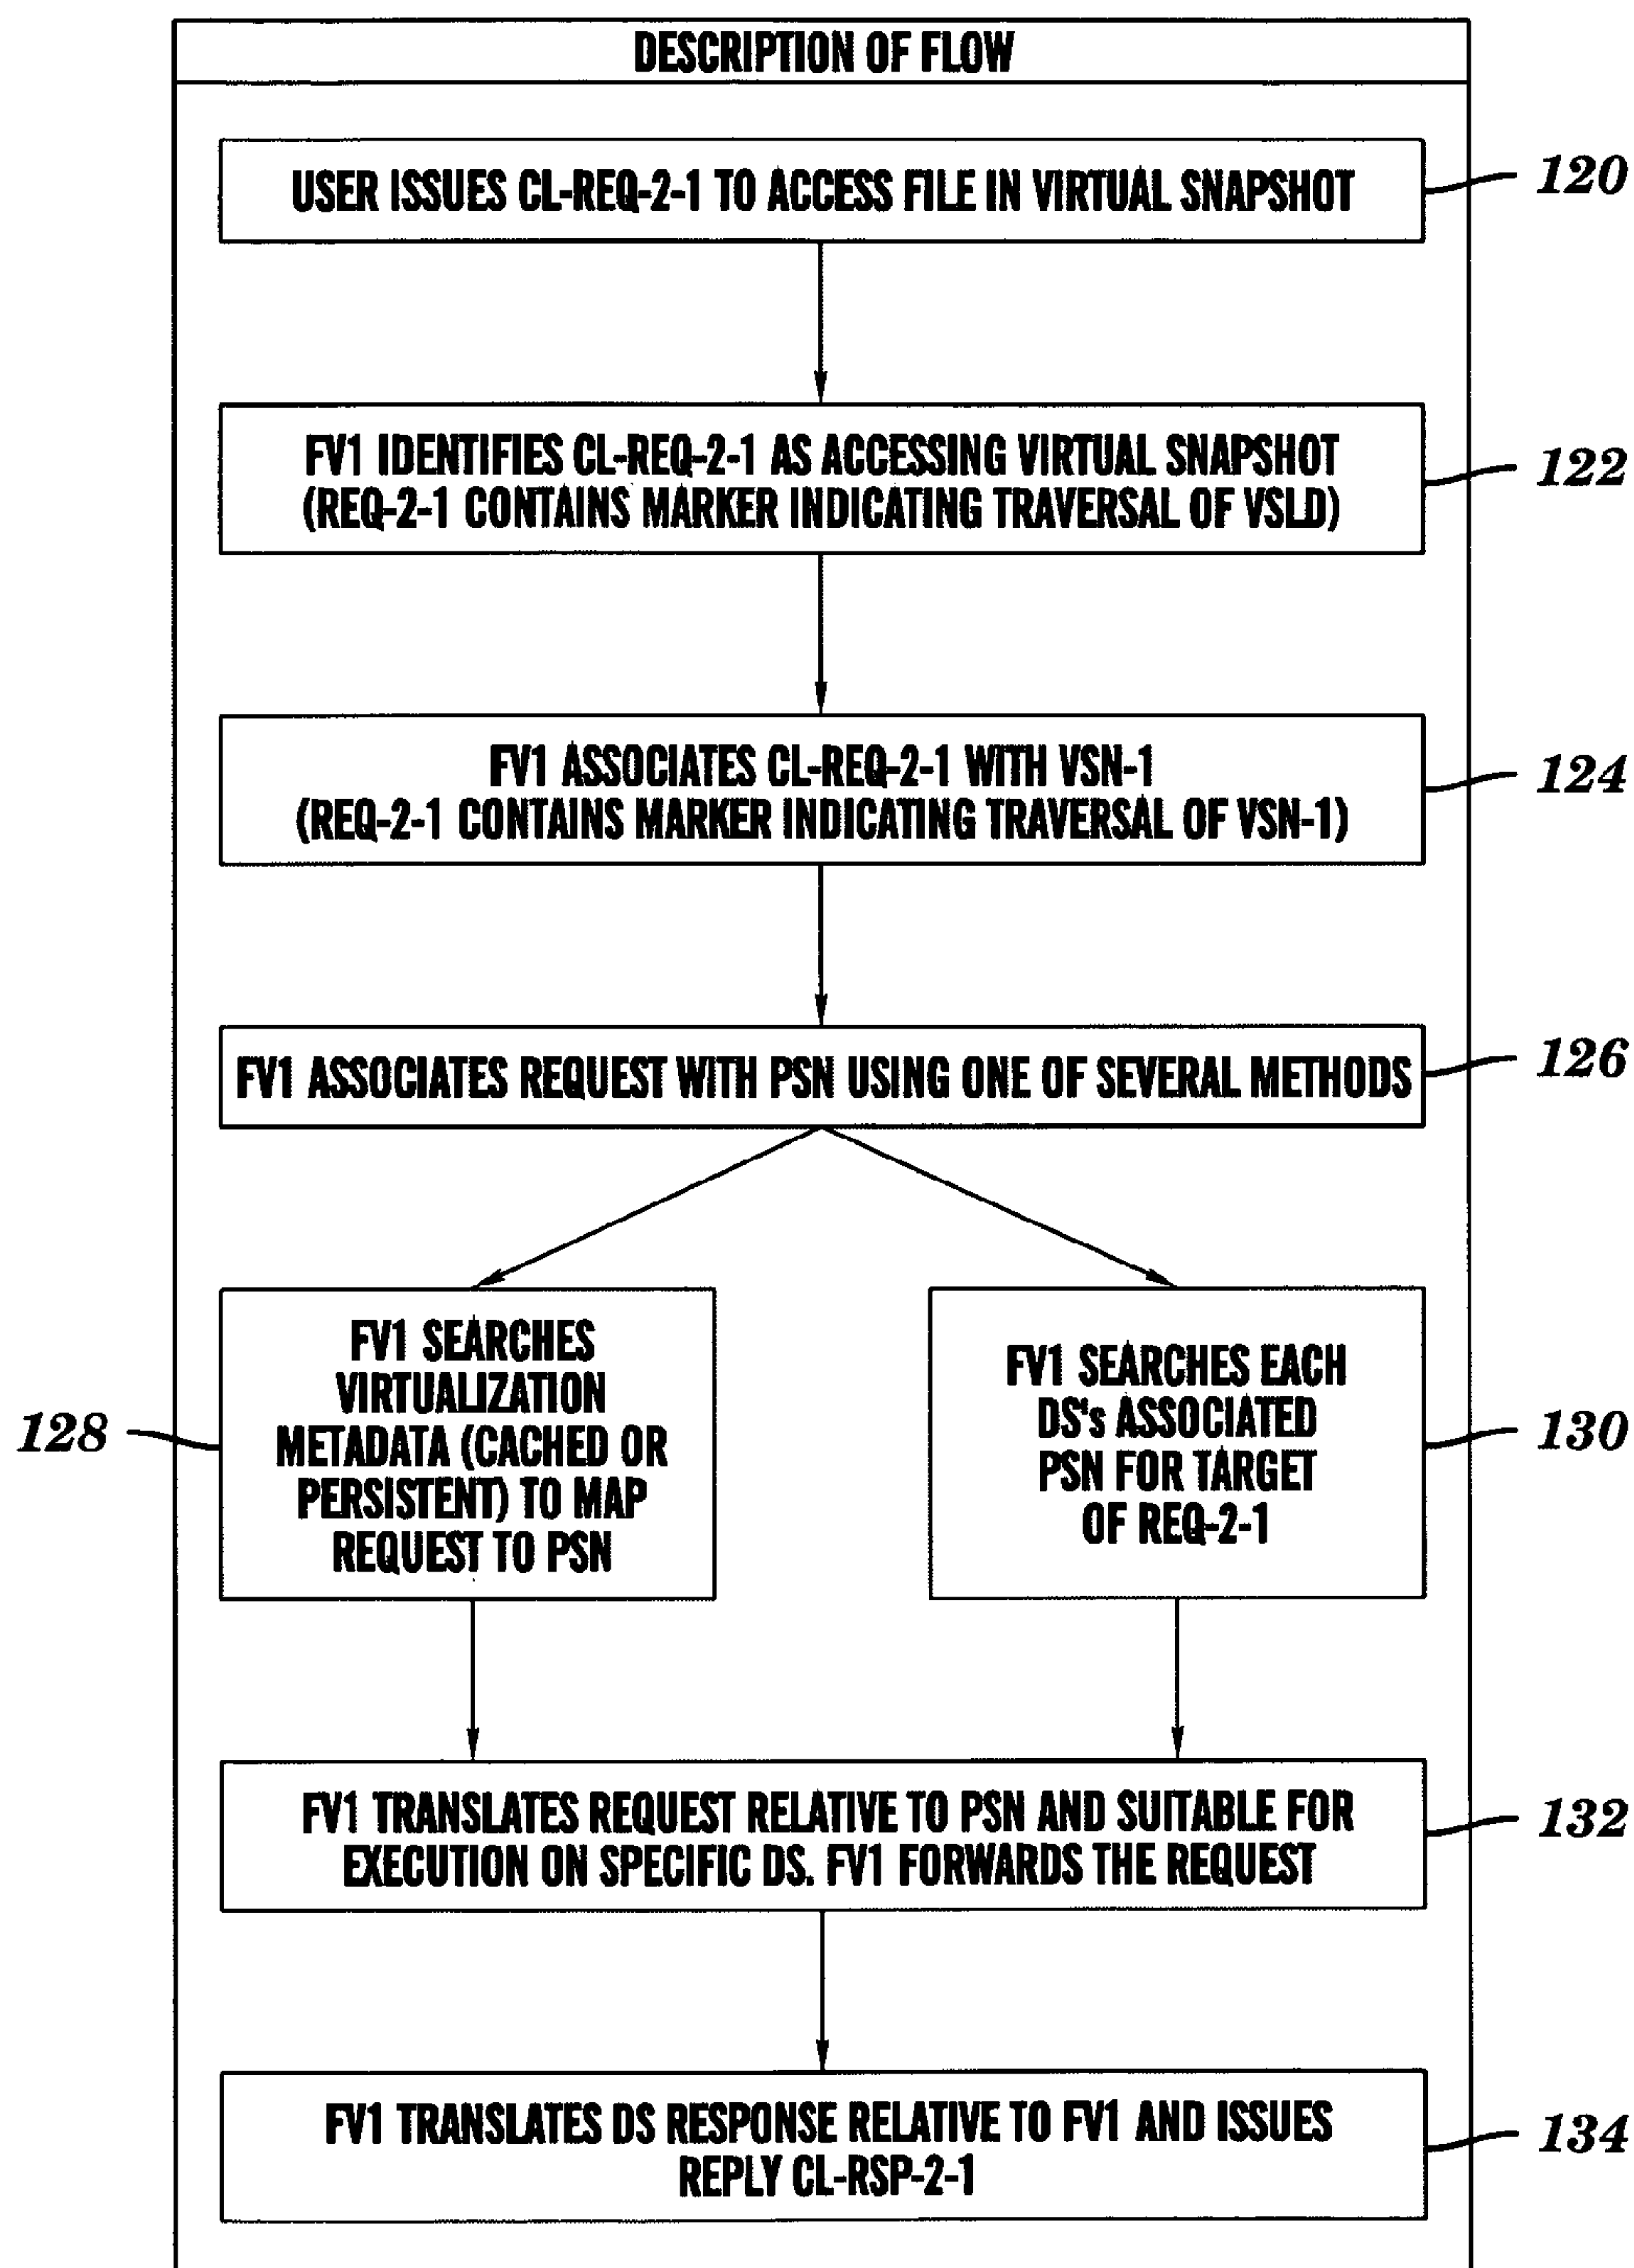 DESCRIPTION OF FLOW
USER ISSUES CL-REQ-2-1 TO ACCESS FILE IN VIRTUAL SNAPSHOT
120
FV1 IDENTIFIES CL-REQ-2-1 AS ACCESSING VIRTUAL SNAPSHOT
(REQ-2-1 CONTAINS MARKER INDICATING TRAVERSAL OF VSLD)
122
FV1 ASSOCIATES CL-REQ-2-1 WITH VSN-1
(REQ-2-1 CONTAINS MARKER INDICATING TRAVERSAL OF VSN-1)
124
FV1 ASSOCIATES REQUEST WITH PSN USING ONE OF SEVERAL METHODS
126
128
FV1 SEARCHES
VIRTUALIZATION
METADATA (CACHED OR
PERSISTENT) TO MAP
REQUEST TO PSN
FV1 SEARCHES EACH
DS's ASSOCIATED
PSN FOR TARGET
OF REQ-2-1
130
FV1 TRANSLATES REQUEST RELATIVE TO PSN AND SUITABLE FOR
EXECUTION ON SPECIFIC DS. FV1 FORWARDS THE REQUEST
132
FV1 TRANSLATES DS RESPONSE RELATIVE TO FV1 AND ISSUES
REPLY CL-RSP-2-1
134